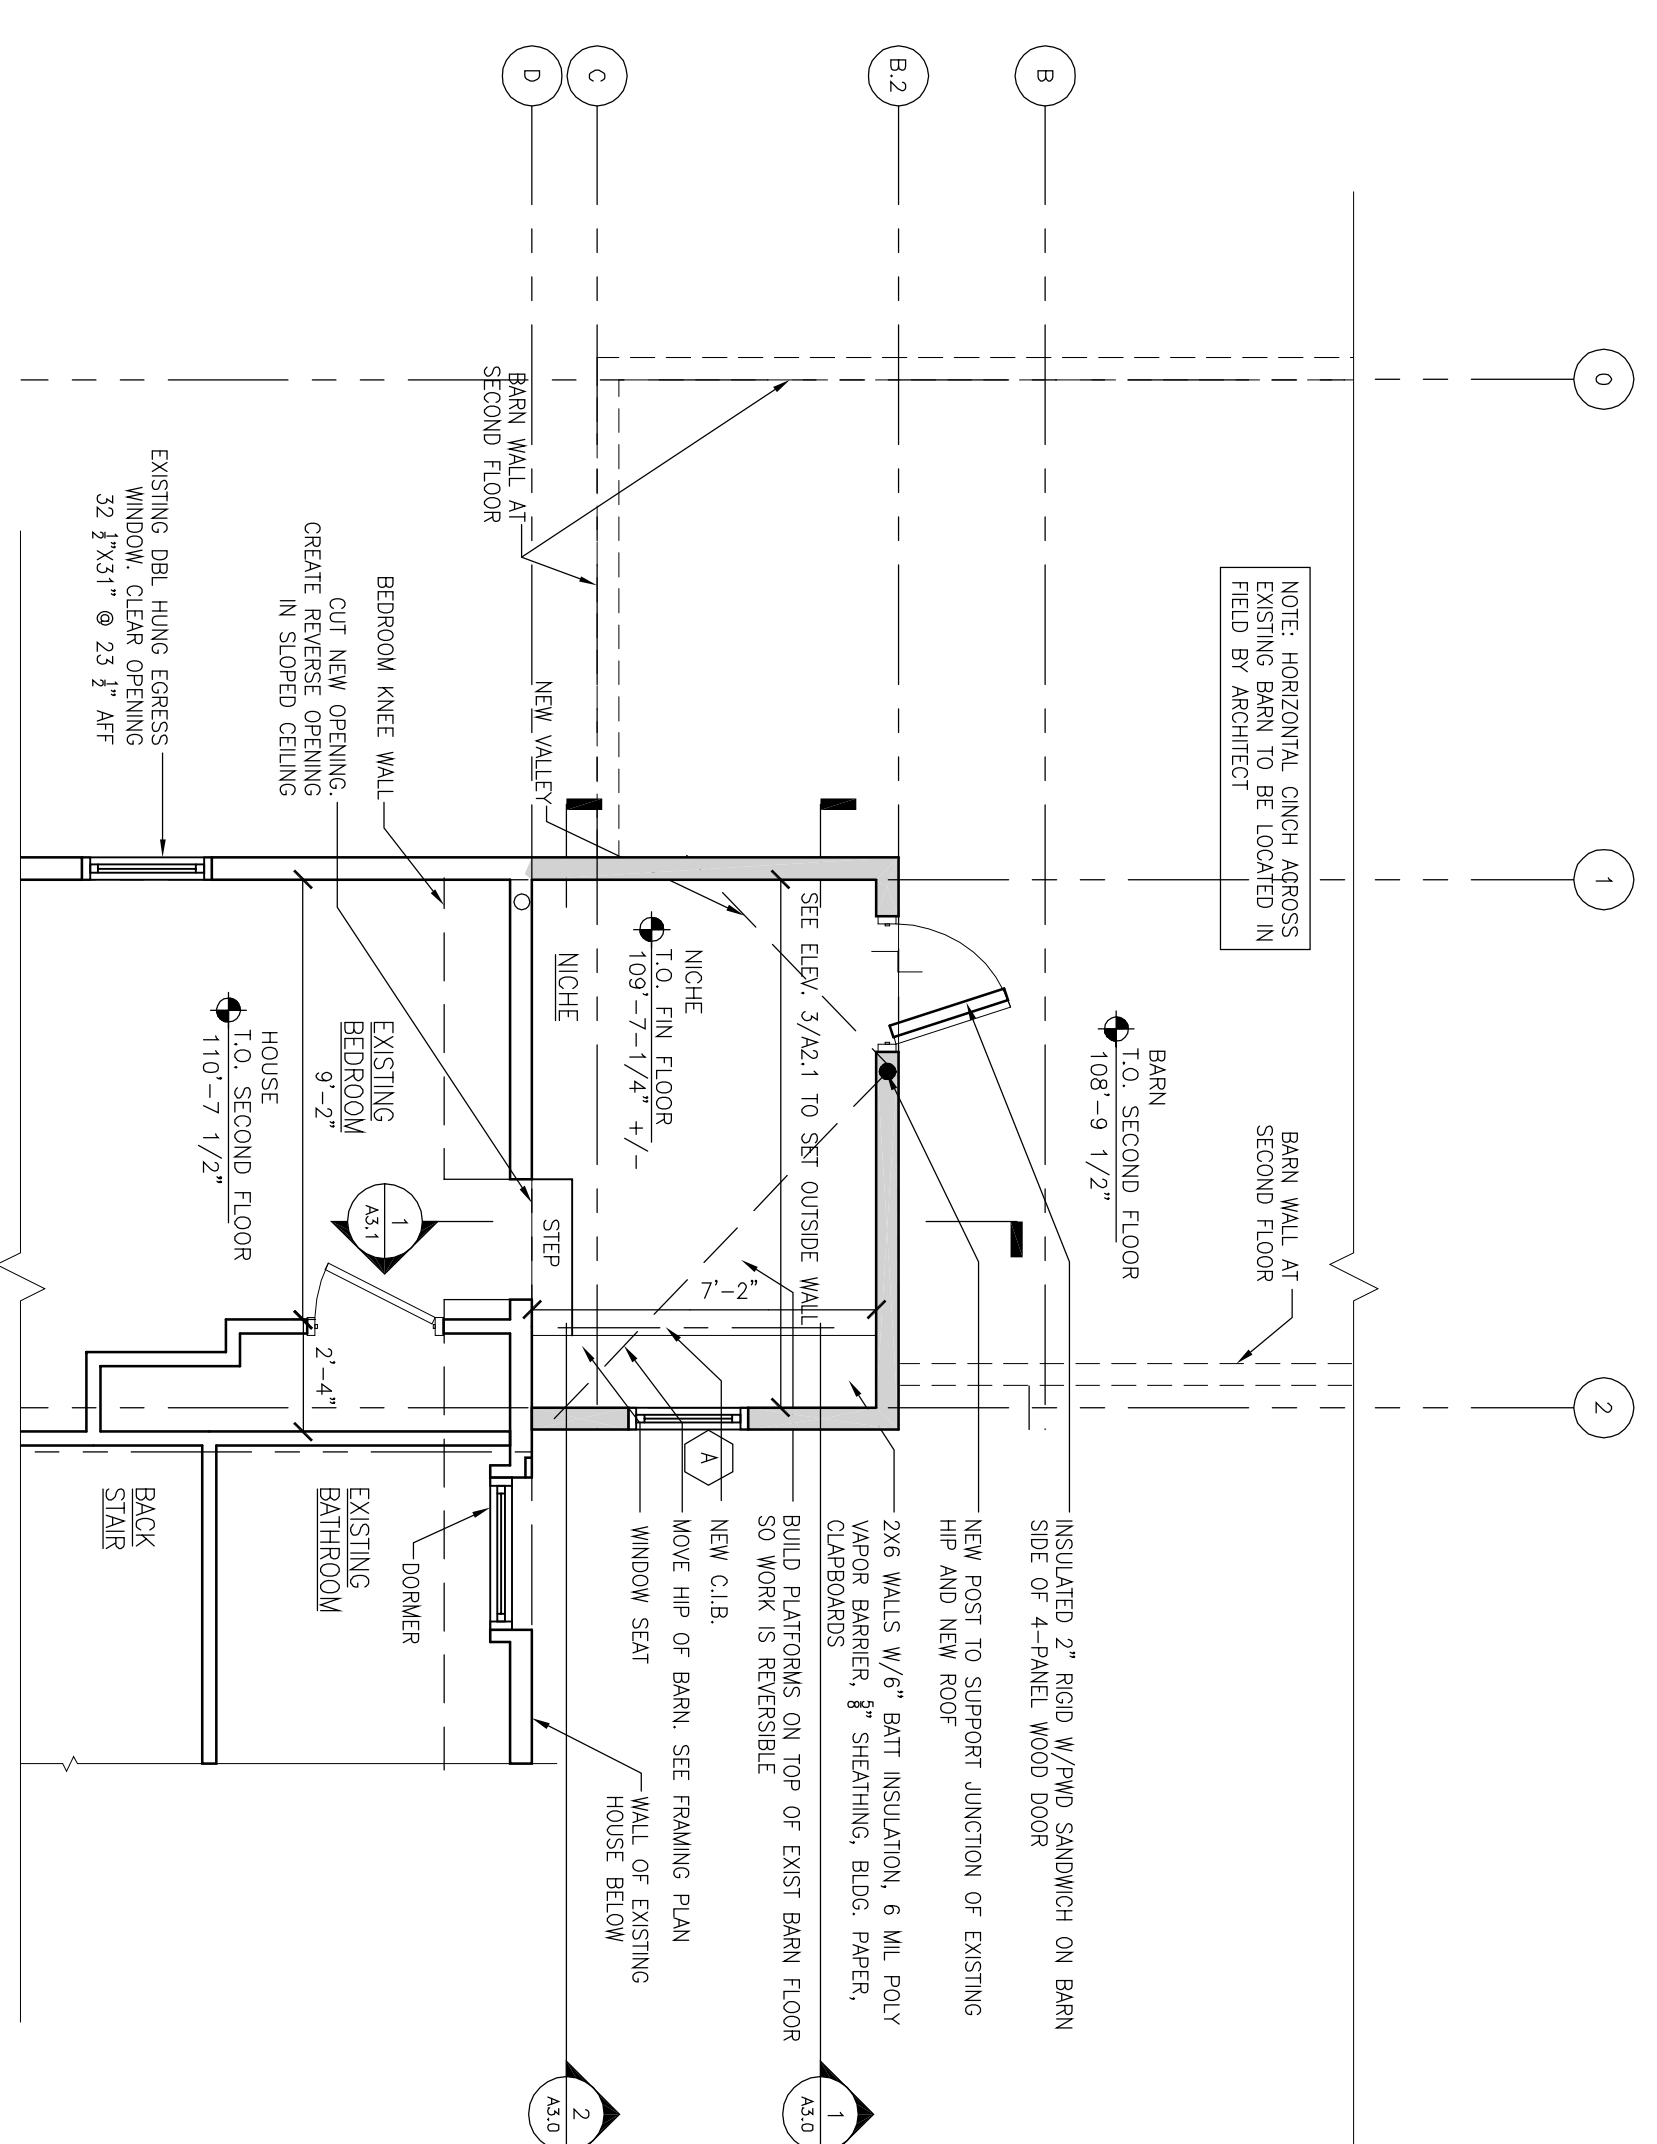 0
1
2
B
B.2
C
D
NOTE: HORIZONTAL CINCH ACROSS
EXISTING BARN TO BE LOCATED IN
FIELD BY ARCHITECT
BARN
T.O. SECOND FLOOR
108'-9 1/2"
BARN WALL AT
SECOND FLOOR
INSULATED 2" RIGID W/PWD SANDWICH ON BARN
SIDE OF 4-PANEL WOOD DOOR
NEW POST TO SUPPORT JUNCTION OF EXISTING
HIP AND NEW ROOF
2X6 WALLS W/6" BATT INSULATION, 6 MIL POLY
VAPOR BARRIER, 5/8" SHEATHING, BLDG. PAPER,
CLAPBOARDS
BUILD PLATFORMS ON TOP OF EXIST BARN FLOOR
SO WORK IS REVERSIBLE
NEW C.I.B.
MOVE HIP OF BARN. SEE FRAMING PLAN
WINDOW SEAT
WALL OF EXISTING
HOUSE BELOW
1
A3.0
2
A3.0
A
SEE ELEV. 3/A2.1 TO SET OUTSIDE WALL
7'-2"
NICHE
T.O. FIN FLOOR
109'-7-1/4" +/-
NICHE
STEP
BARN WALL AT
SECOND FLOOR
NEW VALLEY
BEDROOM KNEE WALL
CUT NEW OPENING.
CREATE REVERSE OPENING
IN SLOPED CEILING
EXISTING DBL HUNG EGRESS
WINDOW. CLEAR OPENING
32 1/2"X31" @ 23 1/2" AFF
EXISTING
BEDROOM
9'-2"
HOUSE
T.O. SECOND FLOOR
110'-7 1/2"
1
A3.1
2'-4"
DORMER
EXISTING
BATHROOM
BACK
STAIR